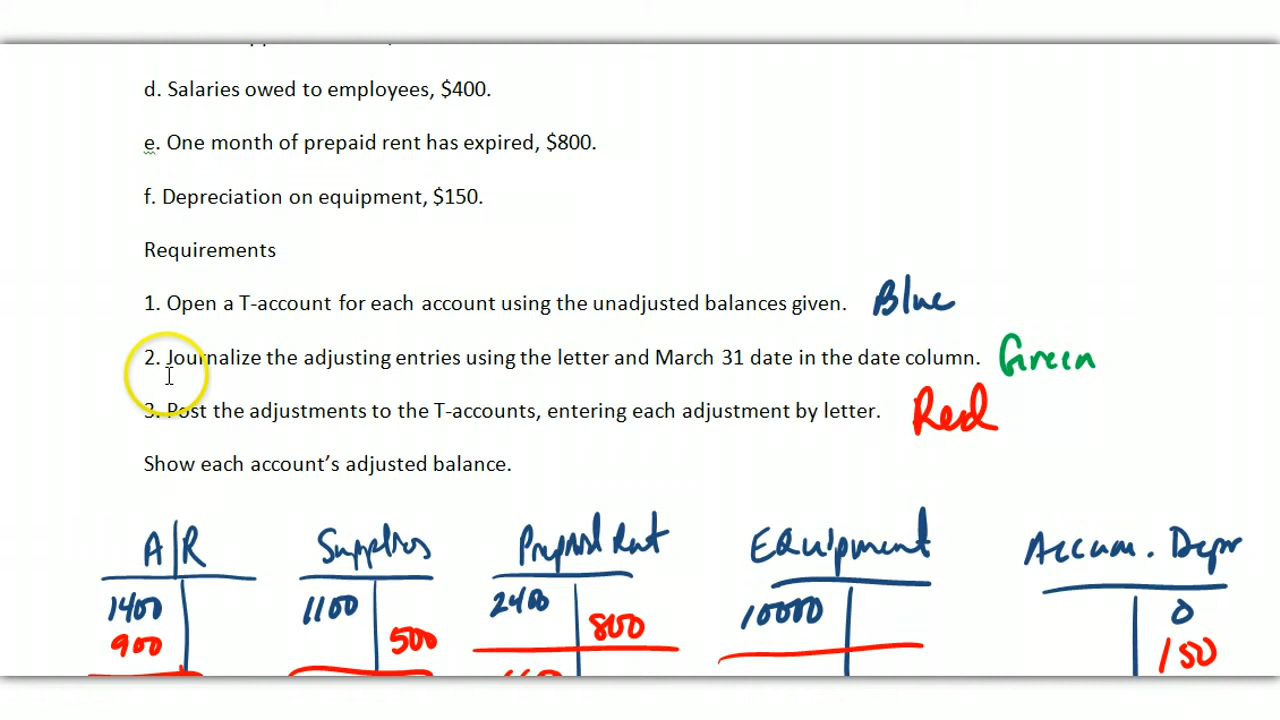 d. Salaries owed to employees, $400.
e. One month of prepaid rent has expired, $800.
f. Depreciation on equipment, $150.
Requirements
1. Open a T-account for each account using the unadjusted balances given. Blue
2. Journalize the adjusting entries using the letter and March 31 date in the date column. Green
3. Post the adjustments to the T-accounts, entering each adjustment by letter. Red
Show each account's adjusted balance.
A R Supplies Prepaid Rent Equipment Accum. Depr
1400 1100 2400 10000 0
900 500 800 150